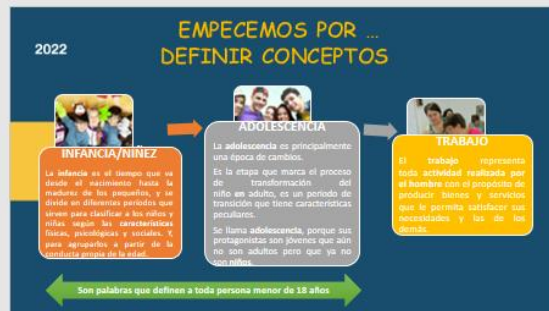 2022
EMPECEMOS POR ...
DEFINIR CONCEPTOS
INFANCIA/NIÑEZ
La infancia es el tiempo que va
desde el nacimiento hasta la
madurez de los pequeños, y se
divide en diferentes períodos que
sirven para clasificar a los niños y
niñas según las características
físicas, psicológicas y sociales. Y,
para agruparlos a partir de la
conducta propia de la edad.
ADOLESCENCIA
La adolescencia es principalmente
una época de cambios.
Es la etapa que marca el proceso
de transformación del
niño en adulto, es un período de
transición que tiene características
peculiares.
Se llama adolescencia, porque sus
protagonistas son jóvenes que aún
no son adultos pero que ya no
son niños.
TRABAJO
El trabajo representa
toda actividad realizada por
el hombre con el propósito de
producir bienes y servicios
que le permita satisfacer sus
necesidades y las de los
demás.
Son palabras que definen a toda persona menor de 18 años